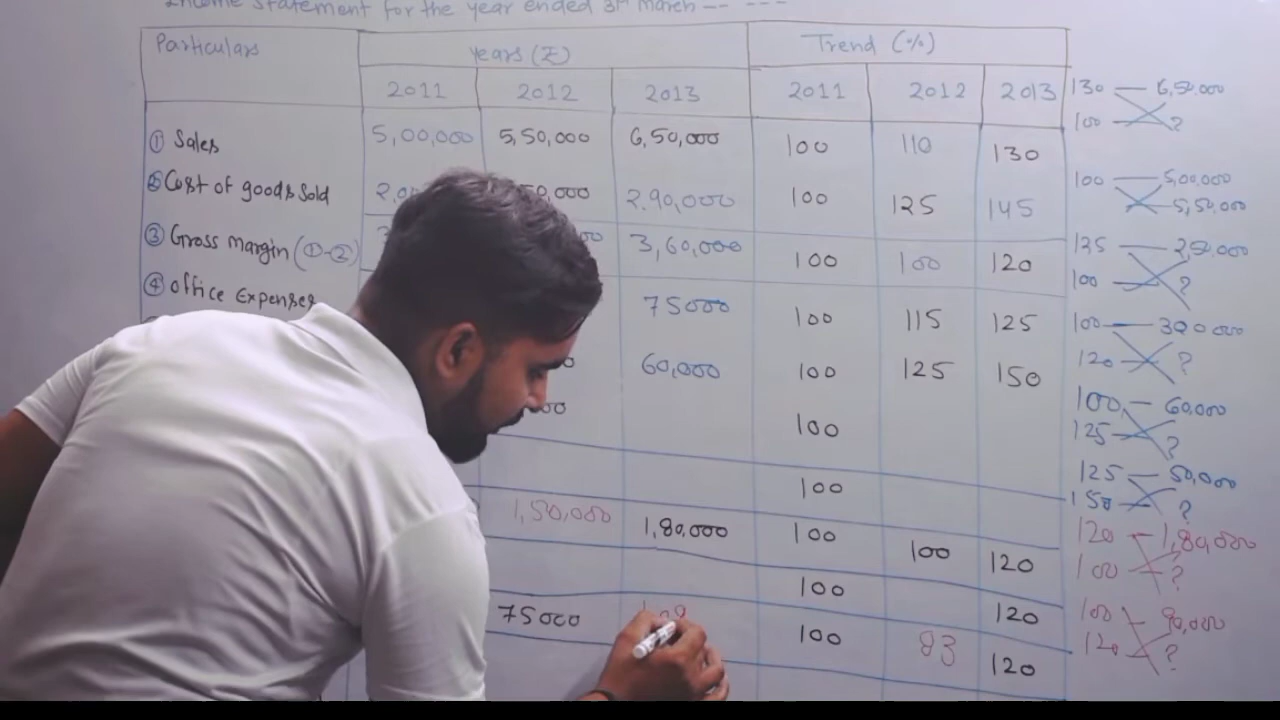 Income Statement for the year ended 31st March -- ---
Particulars years (₹) Trend (%)
2011 2012 2013 2011 2012 2013
① Sales 5,00,000 5,50,000 6,50,000 100 110 130
② Cost of goods Sold 0,000 2,90,000 100 125 145
③ Gross margin (①-②) 3,60,000 100 100 120
④ office Expenses 75000 100 115 125
60,000 100 125 150
100
100
1,50,000 1,80,000 100 100 120
100 120
75000 108 100 83 120
130 6,50,000
100 ?
100 5,00,000
5,50,000
125 2,50,000
100 ?
100 300000
120 ?
100 60,000
125 ?
125 50,000
150 ?
120 1,80,000
100 ?
100 90,000
120 ?